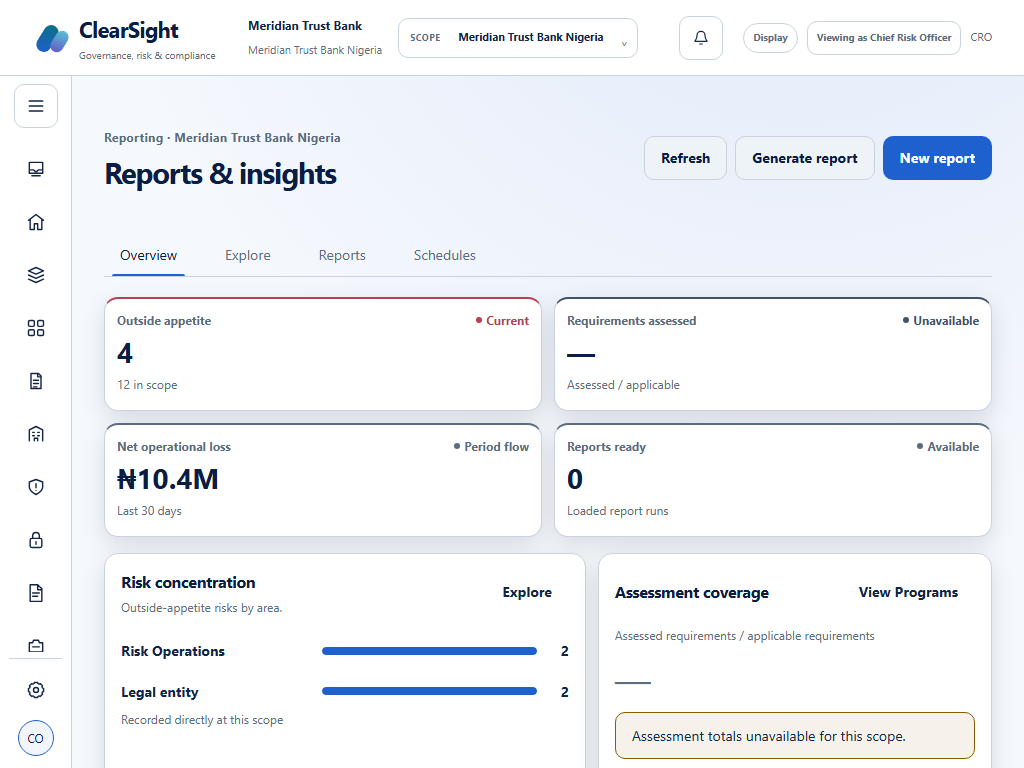 ClearSight
Governance, risk & compliance
Meridian Trust Bank
Meridian Trust Bank Nigeria
SCOPE Meridian Trust Bank Nigeria
Display
Viewing as Chief Risk Officer
CRO
Reporting · Meridian Trust Bank Nigeria
Reports & insights
Refresh
Generate report
New report
Overview
Explore
Reports
Schedules
Outside appetite
Current
4
12 in scope
Requirements assessed
Unavailable
—
Assessed / applicable
Net operational loss
Period flow
₦10.4M
Last 30 days
Reports ready
Available
0
Loaded report runs
Risk concentration
Outside-appetite risks by area.
Explore
Risk Operations 2
Legal entity 2
Recorded directly at this scope
Assessment coverage
View Programs
Assessed requirements / applicable requirements
—
Assessment totals unavailable for this scope.
CO